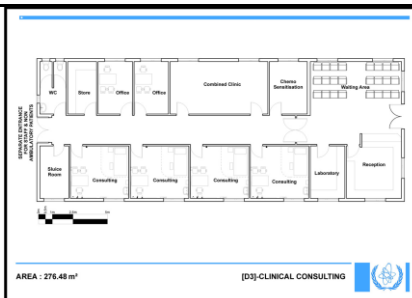 WC
Store
Office
Office
Combined Clinic
Chemo
Sensitisation
Waiting Area
SEPARATE ENTRANCE
FOR STAFF & NON
AMBULATORY PATIENTS
Sluice
Room
Consulting
Consulting
Consulting
Consulting
Laboratory
Reception
AREA : 276.48 m²
[D3]-CLINICAL CONSULTING